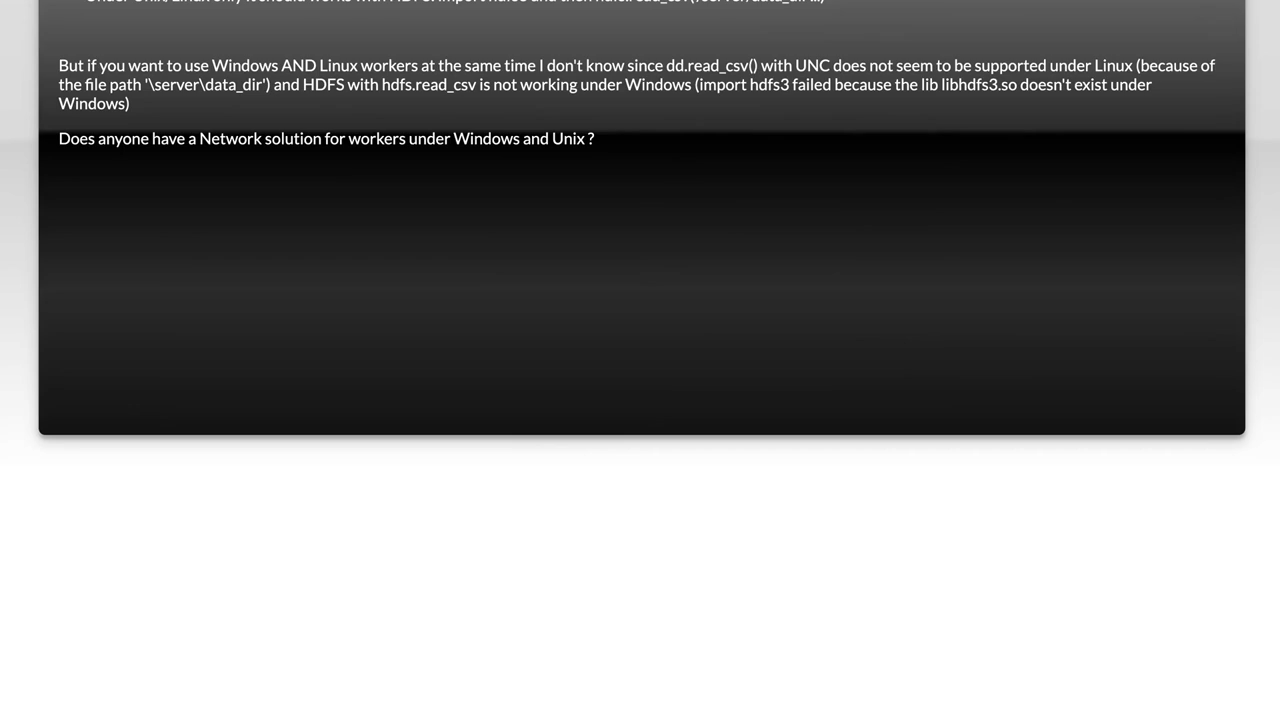 But if you want to use Windows AND Linux workers at the same time I don't know since dd.read_csv() with UNC does not seem to be supported under Linux (because of
the file path '\server\data_dir') and HDFS with hdfs.read_csv is not working under Windows (import hdfs3 failed because the lib libhdfs3.so doesn't exist under
Windows)
Does anyone have a Network solution for workers under Windows and Unix ?